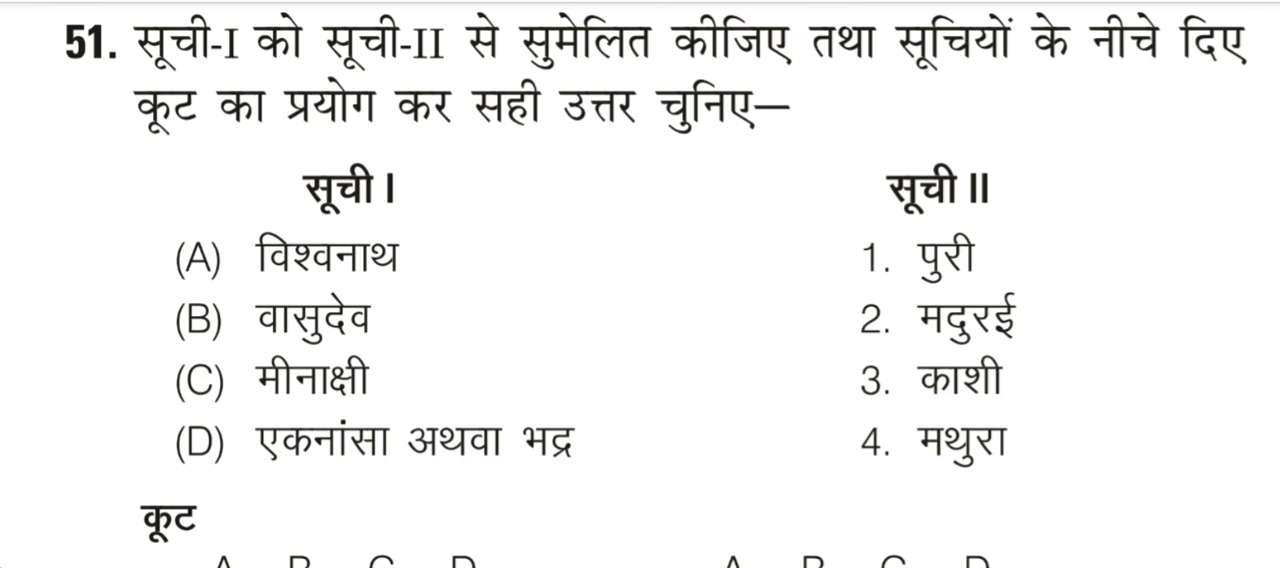 51. सूची-I को सूची-II से सुमेलित कीजिए तथा सूचियों के नीचे दिए
कूट का प्रयोग कर सही उत्तर चुनिए—
सूची I सूची II
(A) विश्वनाथ 1. पुरी
(B) वासुदेव 2. मदुरई
(C) मीनाक्षी 3. काशी
(D) एकनांसा अथवा भद्र 4. मथुरा
कूट
A B C D A B C D